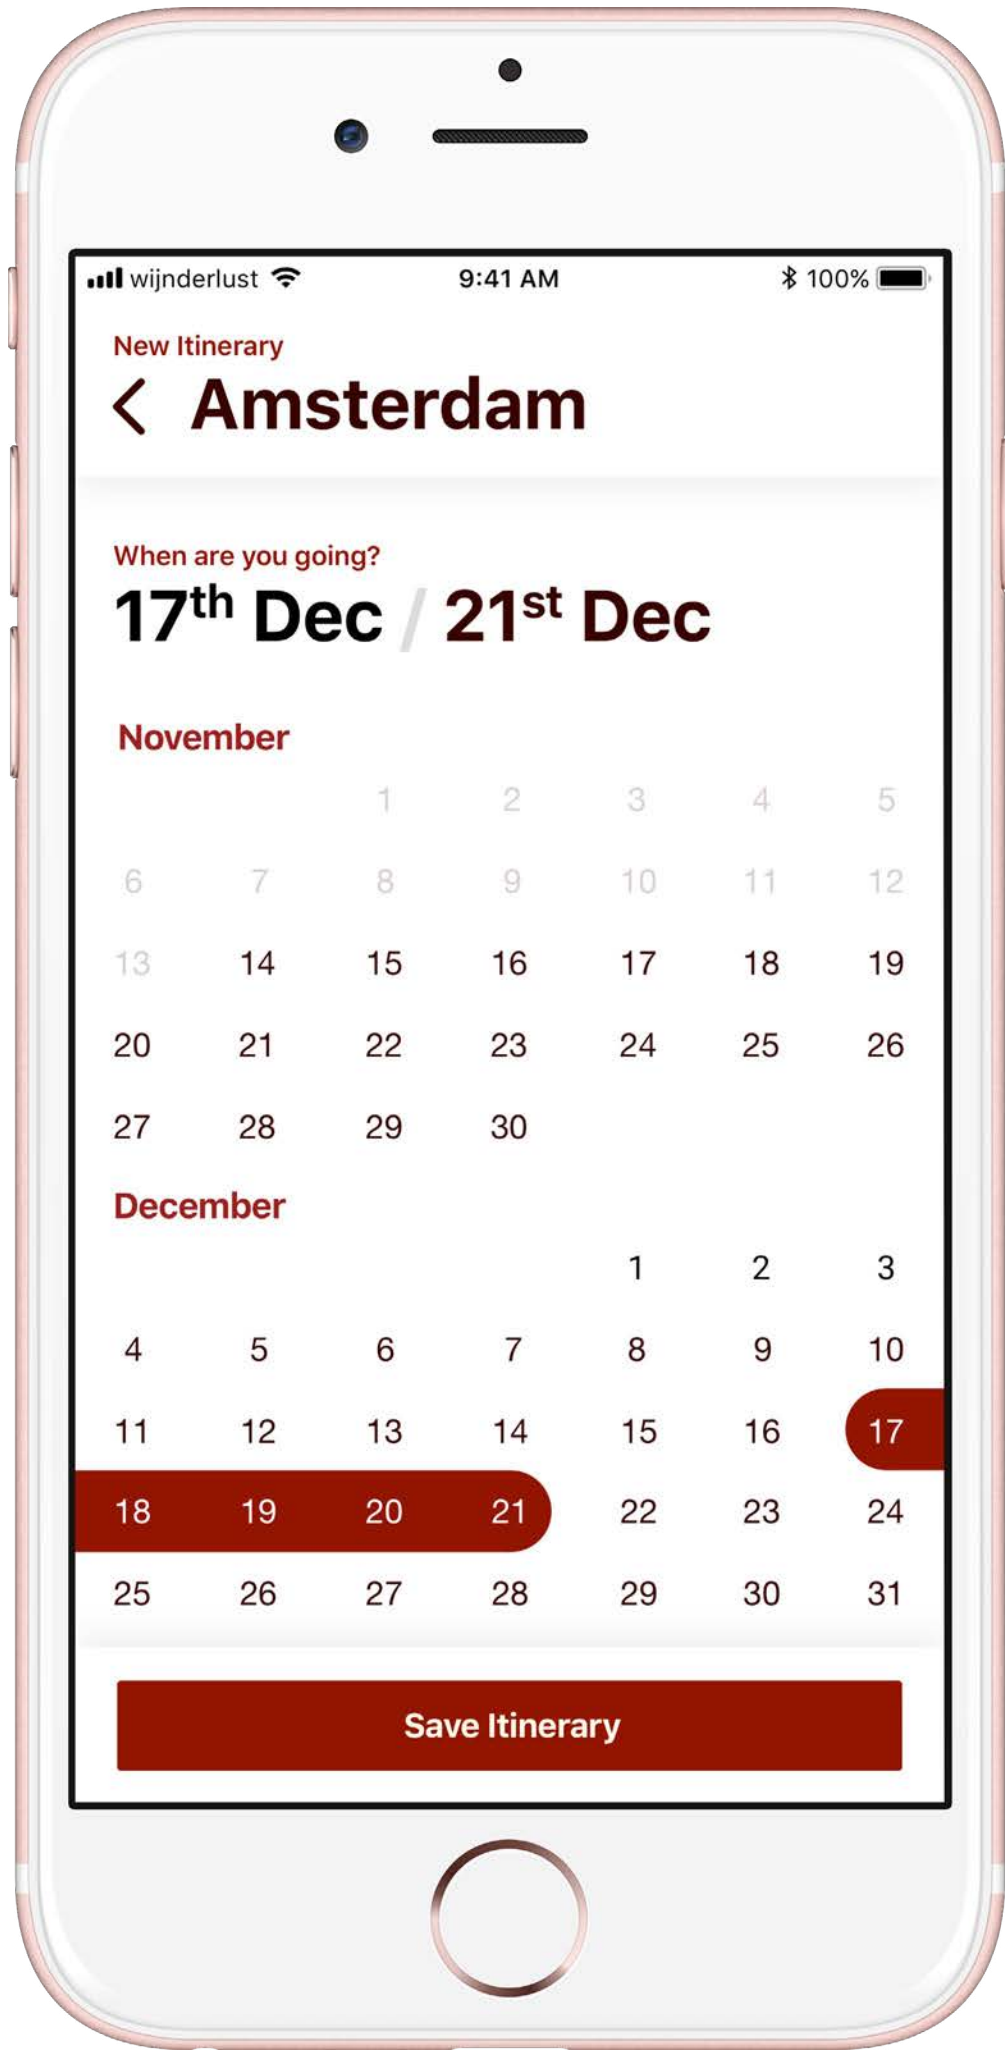 wijnderlust 9:41 AM 100%
New Itinerary
< Amsterdam
When are you going?
17th Dec / 21st Dec
November
1 2 3 4 5
6 7 8 9 10 11 12
13 14 15 16 17 18 19
20 21 22 23 24 25 26
27 28 29 30
December
1 2 3
4 5 6 7 8 9 10
11 12 13 14 15 16 17
18 19 20 21 22 23 24
25 26 27 28 29 30 31
Save Itinerary